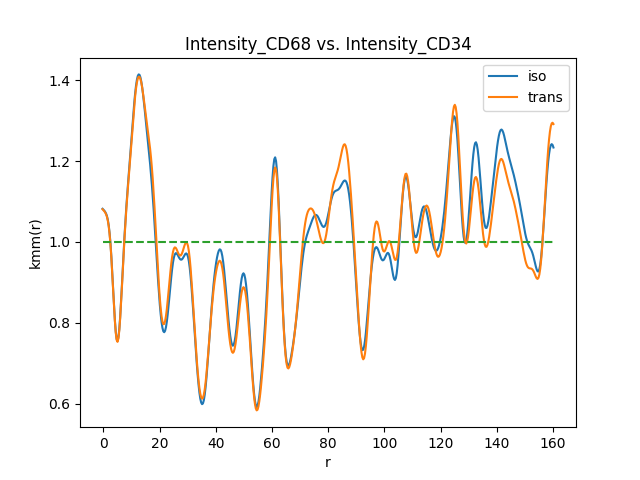 Intensity_CD68 vs. Intensity_CD34
iso
trans
kmm(r)
1.4
1.2
1.0
0.8
0.6
0 20 40 60 80 100 120 140 160
r